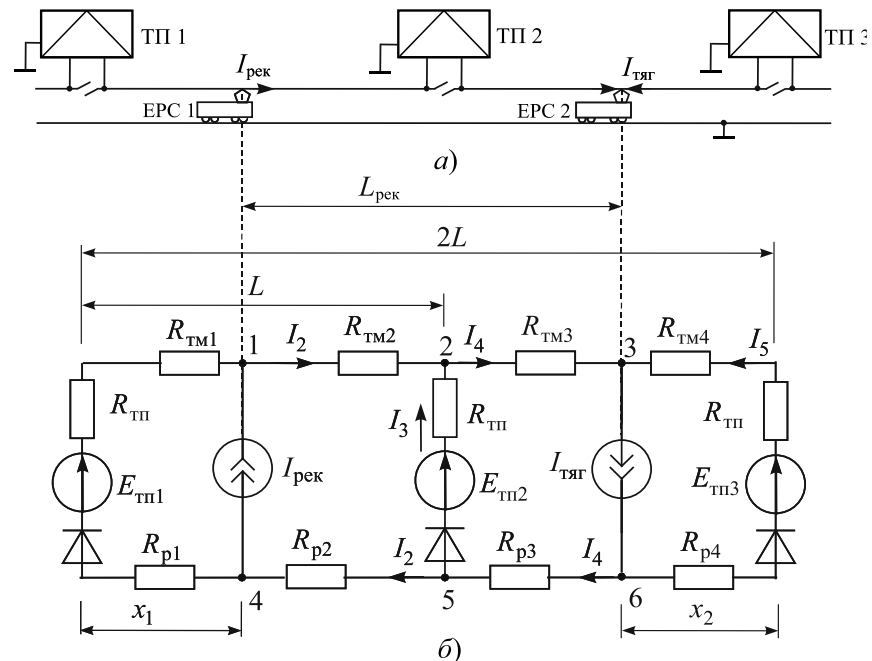 ТП 1
ТП 2
ТП 3
Iрек
Iтяг
ЕРС 1
ЕРС 2
а)
Lрек
2L
L
Rтм1
1
I2
Rтм2
2
I4
Rтм3
3
Rтм4
I5
Rтп
I3
Rтп
Rтп
Eтп1
Iрек
Eтп2
Iтяг
Eтп3
Rр1
Rр2
I2
Rр3
I4
Rр4
4
5
6
x1
x2
б)